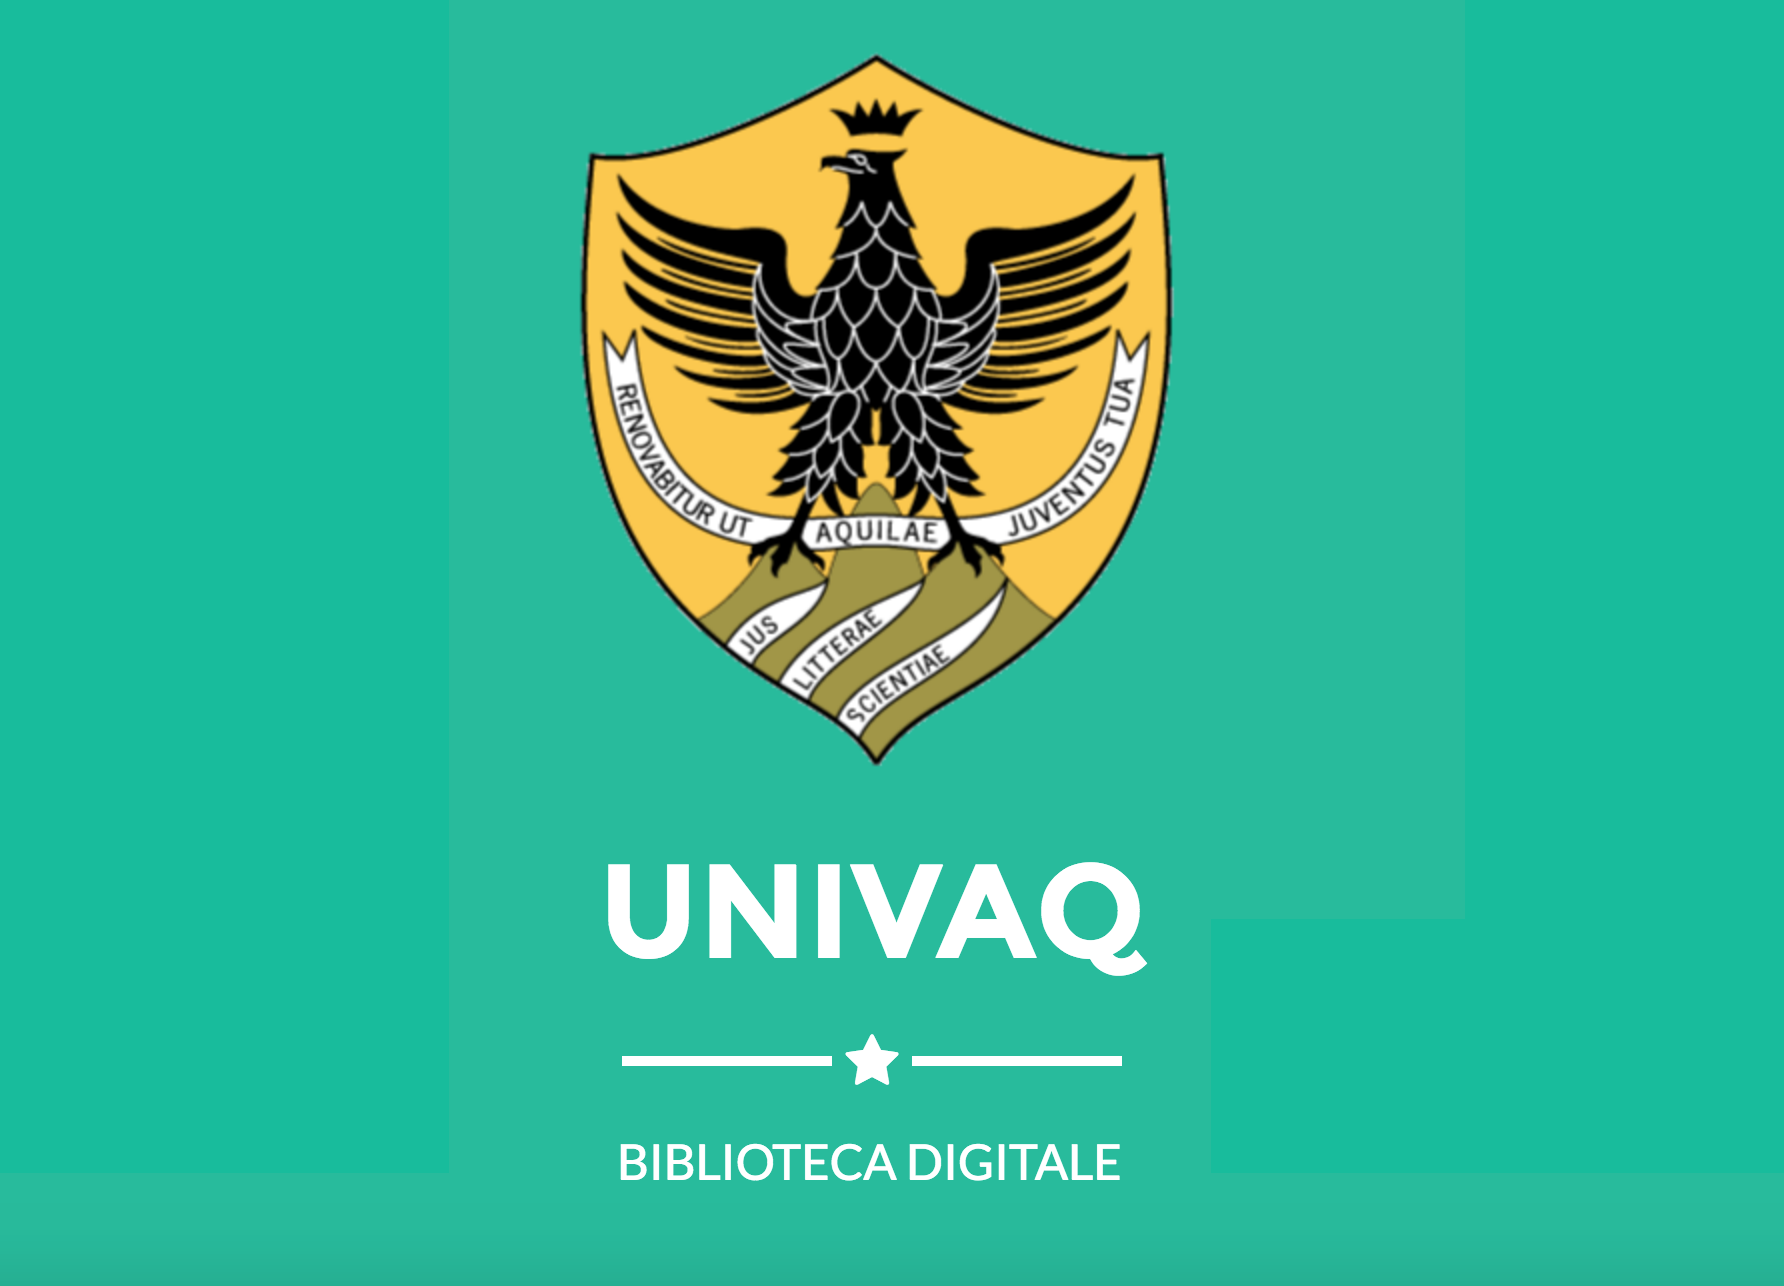 RENOVABITUR UT AQUILAE JUVENTUS TUA
JUS
LITTERAE
SCIENTIAE
UNIVAQ
BIBLIOTECA DIGITALE